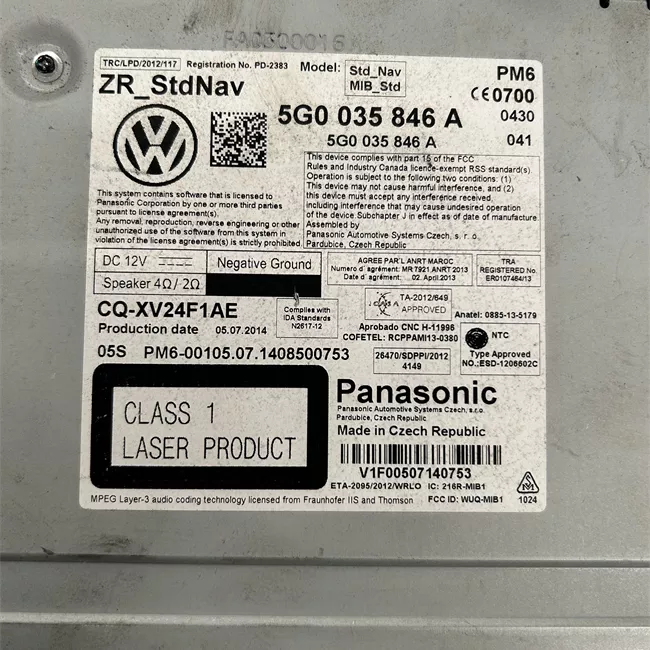 TRC/LPD/2012/117 Registration No. PD-2383 Model: Std_Nav
MIB_Std
PM6
ZR_StdNav
CE0700
5G0 035 846 A 0430
5G0 035 846 A 041
This system contains software that is licensed to
Panasonic Corporation by one or more third parties
pursuant to license agreement(s).
Any removal, reproduction, reverse engineering or other
unauthorized use of the software from this system in
violation of the license agreement(s) is strictly prohibited.
This device complies with part 15 of the FCC
Rules and Industry Canada licence-exempt RSS standard(s)
Operation is subject to the following two conditions: (1)
This device may not cause harmful interference, and (2)
this device must accept any interference received,
including interference that may cause undesired operation
of the device Subchapter J in effect as of date of manufacture.
Assembled by
Panasonic Automotive Systems Czech, s. r.o.
Pardubice, Czech Republic.
DC 12V Negative Ground
Speaker 4Ω/ 2Ω
AGREE PAR L' ANRT MAROC
Numero d' agrément: MR 7921 ANRT 2013
Date d' agrément: 02. April.2013
TRA
REGISTERED No.
ER0107464/13
CQ-XV24F1AE
Production date 05.07.2014
Complies with
IDA Standards
N2617-12
TA-2012/649
APPROVED
Anatel: 0885-13-5179
Aprobado CNC H-11996
COFETEL: RCPPAMI13-0380
NTC
Type Approved
NO.:ESD-1206602C
05S PM6-00105.07.1408500753
26470/SDPPI/2012
4149
CLASS 1
LASER PRODUCT
Panasonic
Panasonic Automotive Systems Czech, s.r.o.
Pardubice, Czech Republic.
Made in Czech Republic
V1F00507140753
ETA-2095/2012/WRLO IC: 216R-MIB1
MPEG Layer-3 audio coding technology licensed from Fraunhofer IIS and Thomson FCC ID: WUQ-MIB1
1024